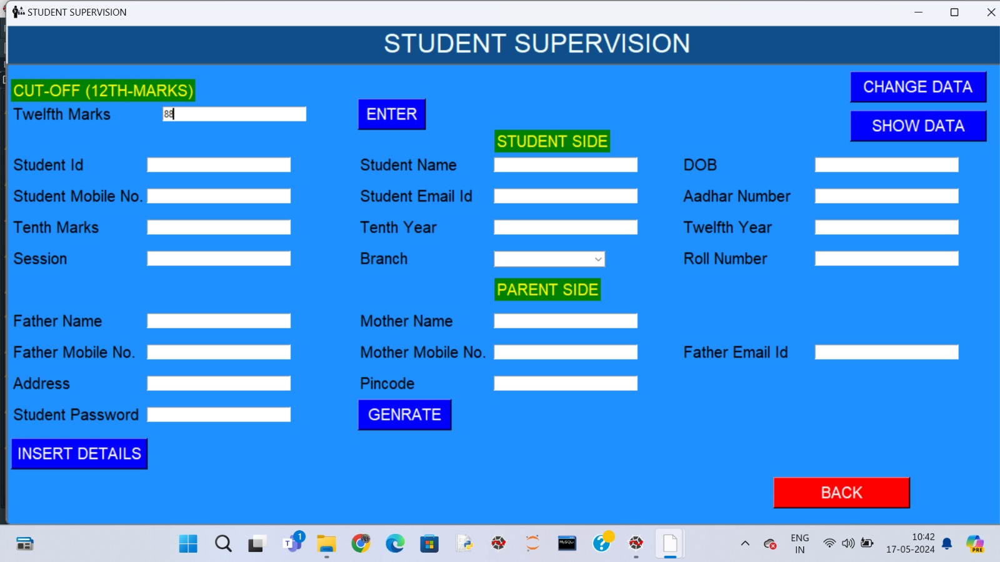 STUDENT SUPERVISION
STUDENT SUPERVISION
CUT-OFF (12TH-MARKS)
CHANGE DATA
Twelfth Marks 88 ENTER
SHOW DATA
STUDENT SIDE
Student Id Student Name DOB
Student Mobile No. Student Email Id Aadhar Number
Tenth Marks Tenth Year Twelfth Year
Session Branch Roll Number
PARENT SIDE
Father Name Mother Name
Father Mobile No. Mother Mobile No. Father Email Id
Address Pincode
Student Password GENRATE
INSERT DETAILS
BACK
1
T
MySQL
?
ENG
IN
10:42
17-05-2024
PRE